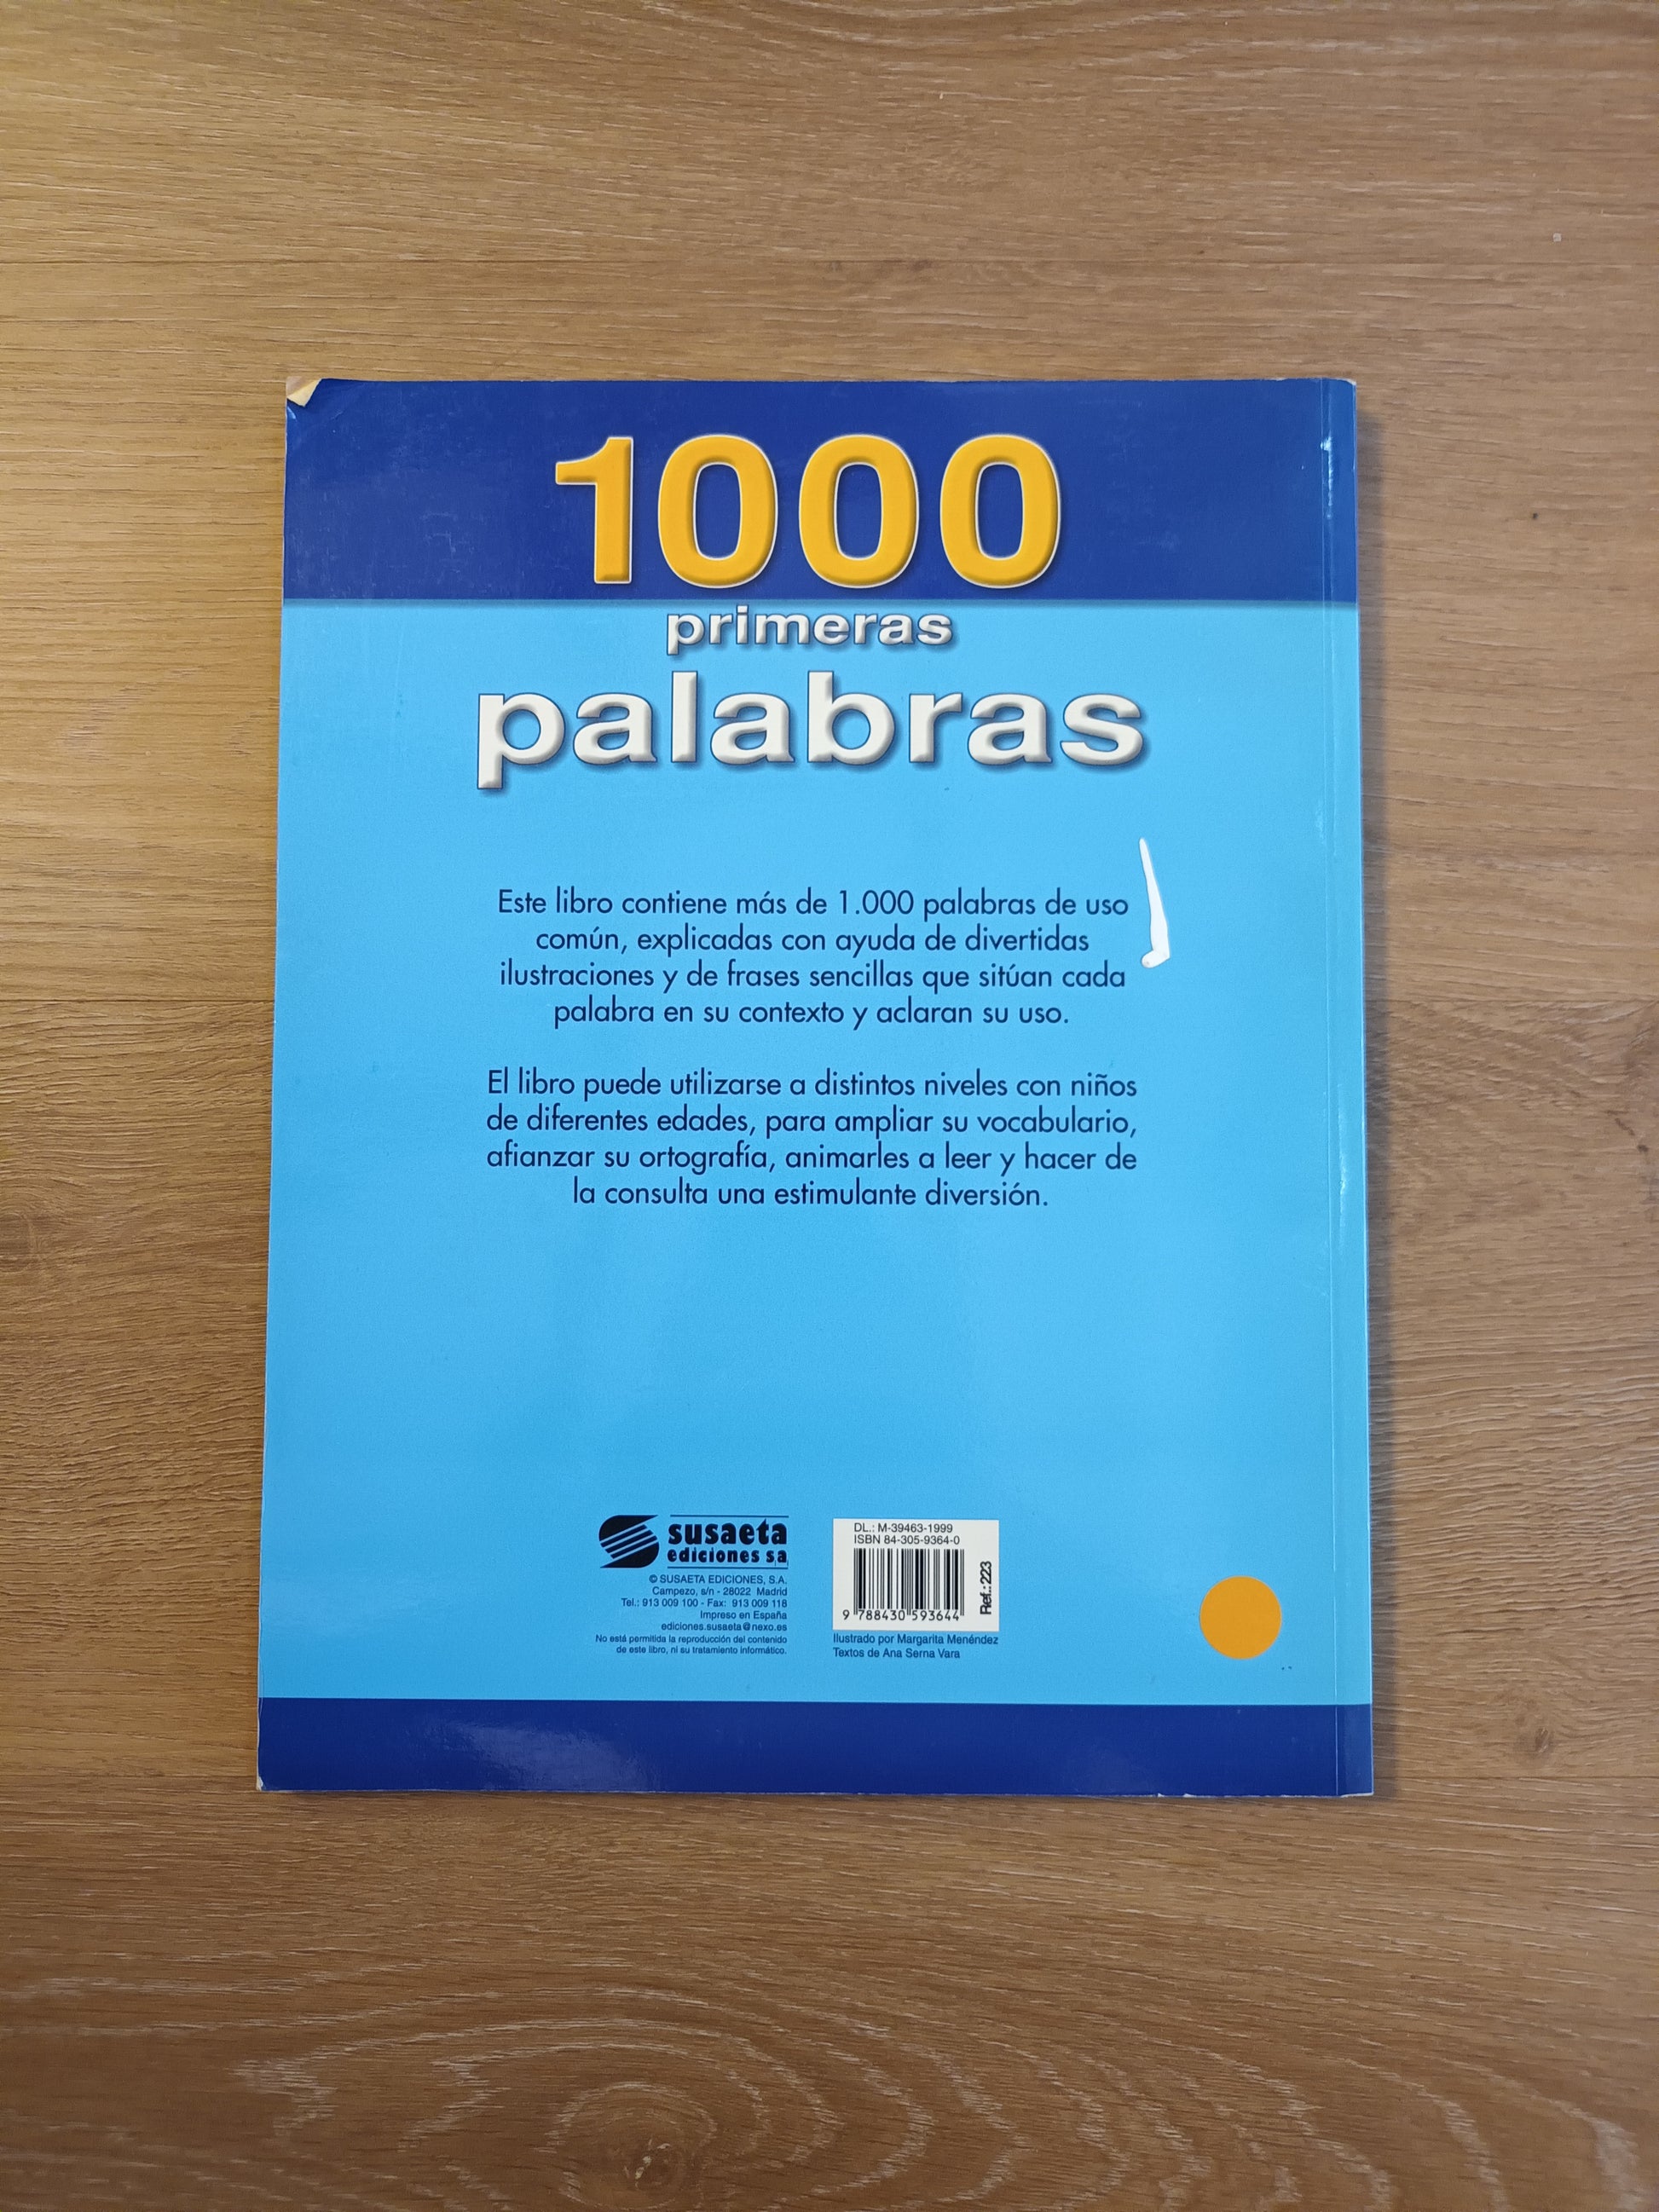 1000
primeras
palabras
Este libro contiene más de 1.000 palabras de uso
común, explicadas con ayuda de divertidas
ilustraciones y de frases sencillas que sitúan cada
palabra en su contexto y aclaran su uso.
El libro puede utilizarse a distintos niveles con niños
de diferentes edades, para ampliar su vocabulario,
afianzar su ortografía, animarles a leer y hacer de
la consulta una estimulante diversión.
susaeta
ediciones s.a.
© SUSAETA EDICIONES, S.A.
Campezo, s/n - 28022 Madrid
Tel.: 913 009 100 - Fax: 913 009 118
Impreso en España
ediciones.susaeta@nexo.es
No está permitida la reproducción del contenido
de este libro, ni su tratamiento informático.
DL.: M-39463-1999
ISBN 84-305-9364-0
9 788430 593644
Ref.:223
Ilustrado por Margarita Menéndez
Textos de Ana Serna Vara